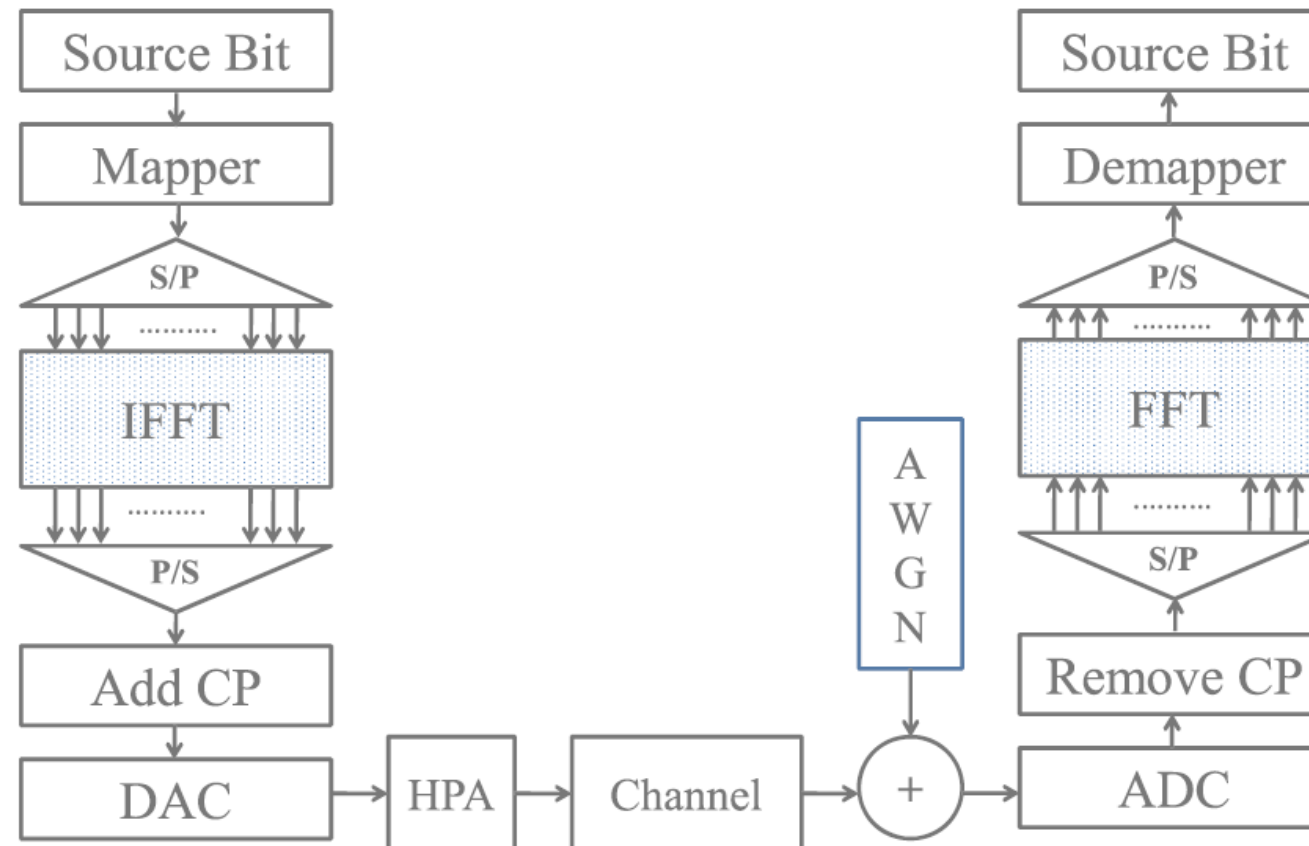 Source Bit
Mapper
S/P
..........
IFFT
..........
P/S
Add CP
DAC
HPA
Channel
A
W
G
N
+
Source Bit
Demapper
P/S
..........
FFT
..........
S/P
Remove CP
ADC